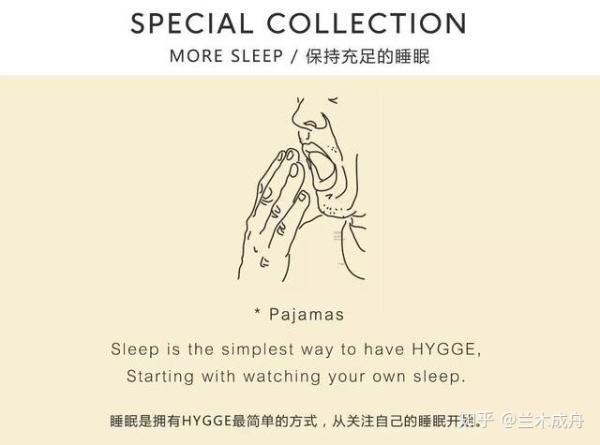 SPECIAL COLLECTION
MORE SLEEP / 保持充足的睡眠
* Pajamas
Sleep is the simplest way to have HYGGE,
Starting with watching your own sleep.
睡眠是拥有HYGGE最简单的方式，从关注自己的睡眠开始。
知乎 @兰木成舟